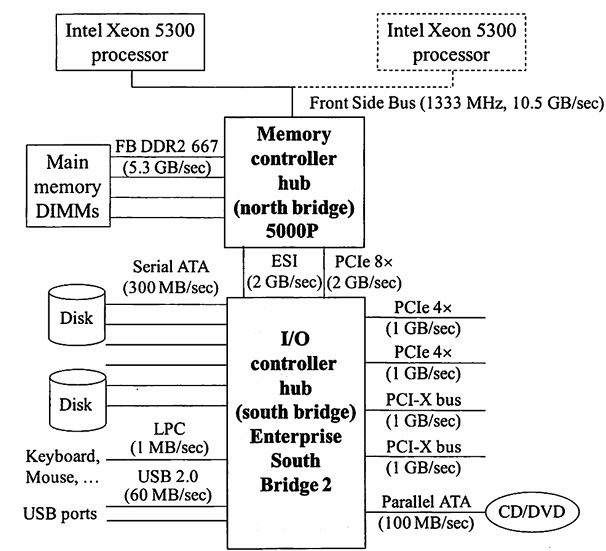 Intel Xeon 5300
processor
Intel Xeon 5300
processor
Front Side Bus (1333 MHz, 10.5 GB/sec)
Memory
controller
hub
(north bridge)
5000P
FB DDR2 667
(5.3 GB/sec)
Main
memory
DIMMs
ESI
(2 GB/sec)
PCIe 8×
(2 GB/sec)
Serial ATA
(300 MB/sec)
Disk
Disk
I/O
controller
hub
(south bridge)
Enterprise
South
Bridge 2
PCIe 4×
(1 GB/sec)
PCIe 4×
(1 GB/sec)
PCI-X bus
(1 GB/sec)
PCI-X bus
(1 GB/sec)
LPC
(1 MB/sec)
Keyboard,
Mouse, …
USB 2.0
(60 MB/sec)
USB ports
Parallel ATA
(100 MB/sec)
CD/DVD